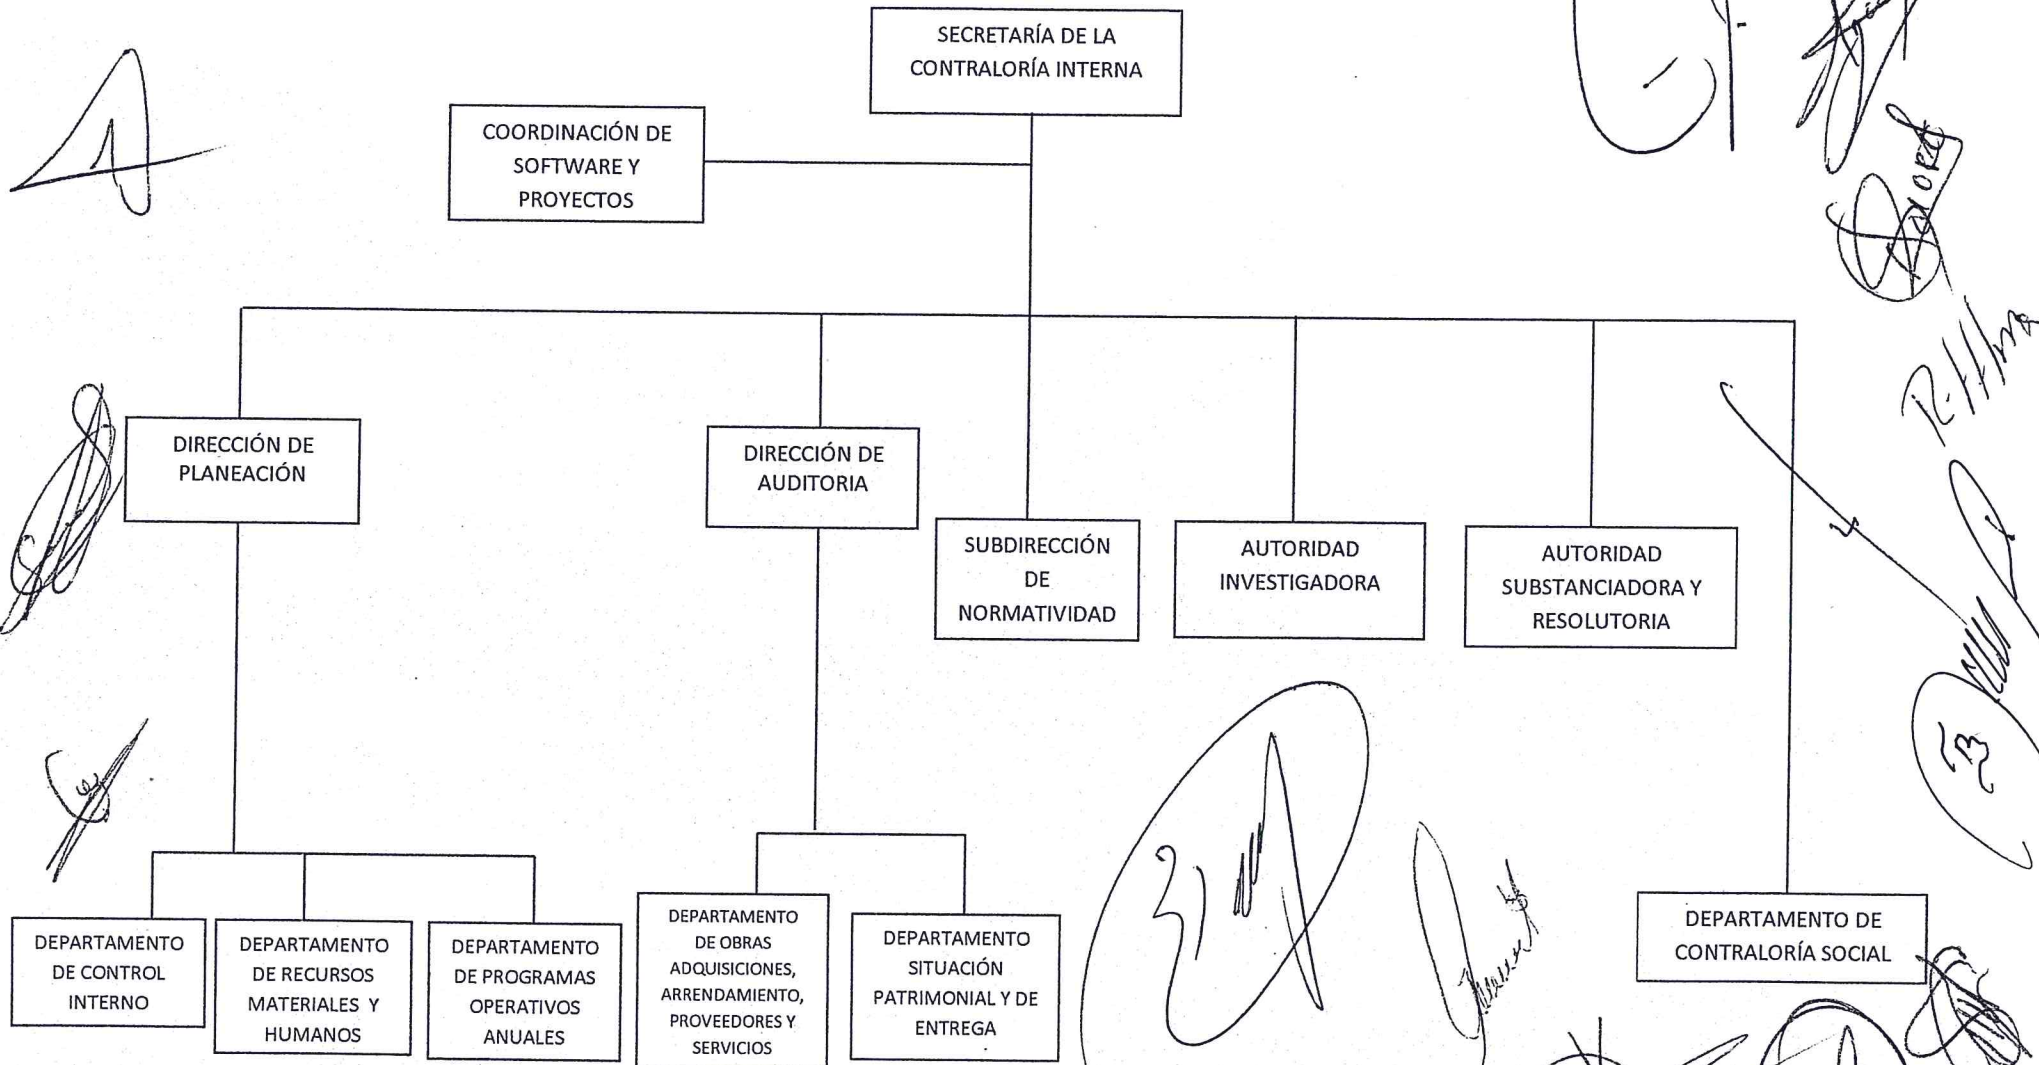 SECRETARÍA DE LA
CONTRALORÍA INTERNA
COORDINACIÓN DE
SOFTWARE Y
PROYECTOS
DIRECCIÓN DE
PLANEACIÓN
DIRECCIÓN DE
AUDITORIA
SUBDIRECCIÓN
DE
NORMATIVIDAD
AUTORIDAD
INVESTIGADORA
AUTORIDAD
SUBSTANCIADORA Y
RESOLUTORIA
DEPARTAMENTO
DE CONTROL
INTERNO
DEPARTAMENTO
DE RECURSOS
MATERIALES Y
HUMANOS
DEPARTAMENTO
DE PROGRAMAS
OPERATIVOS
ANUALES
DEPARTAMENTO
DE OBRAS
ADQUISICIONES,
ARRENDAMIENTO,
PROVEEDORES Y
SERVICIOS
DEPARTAMENTO
SITUACIÓN
PATRIMONIAL Y DE
ENTREGA
DEPARTAMENTO DE
CONTRALORÍA SOCIAL